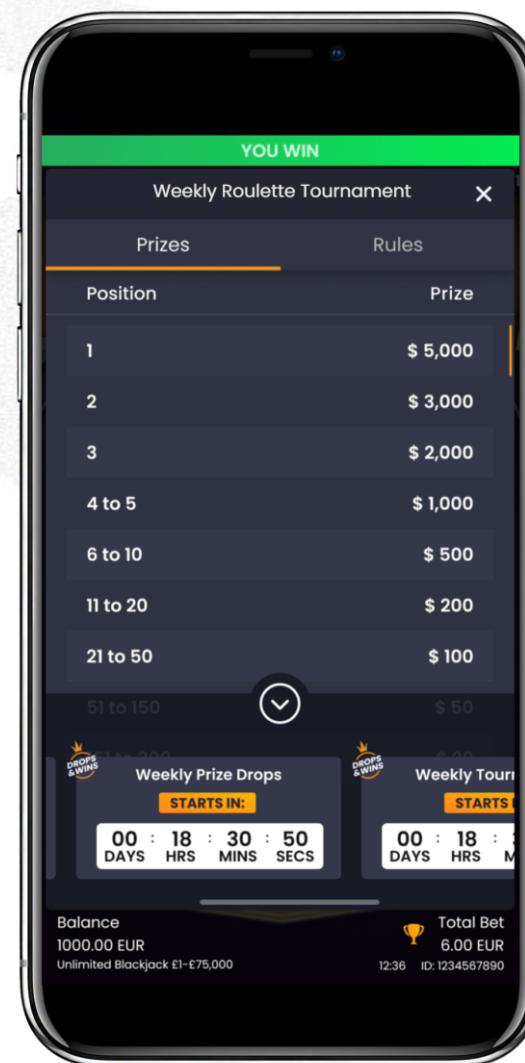 YOU WIN
Weekly Roulette Tournament
Prizes Rules
Position Prize
1 $ 5,000
2 $ 3,000
3 $ 2,000
4 to 5 $ 1,000
6 to 10 $ 500
11 to 20 $ 200
21 to 50 $ 100
51 to 150 $ 50
DROPS & WINS
Weekly Prize Drops
STARTS IN:
00 : 18 : 30 : 50
DAYS HRS MINS SECS
DROPS & WINS
Weekly Tourn
STARTS
00 : 18 :
DAYS HRS M
Balance
1000.00 EUR
Unlimited Blackjack £1-£75,000
Total Bet
6.00 EUR
12:36 ID: 1234567890